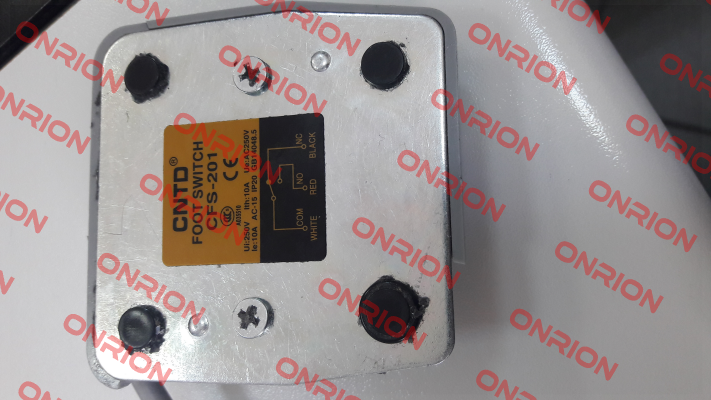 CNTD®
FOOT SWITCH
CFS-201
CE
Ui:250V Ith:10A Ue:AC250V
Ie:10A AC-15 IP20 GB14048.5
COM
NO
NC
WHITE
RED
BLACK
ONRION